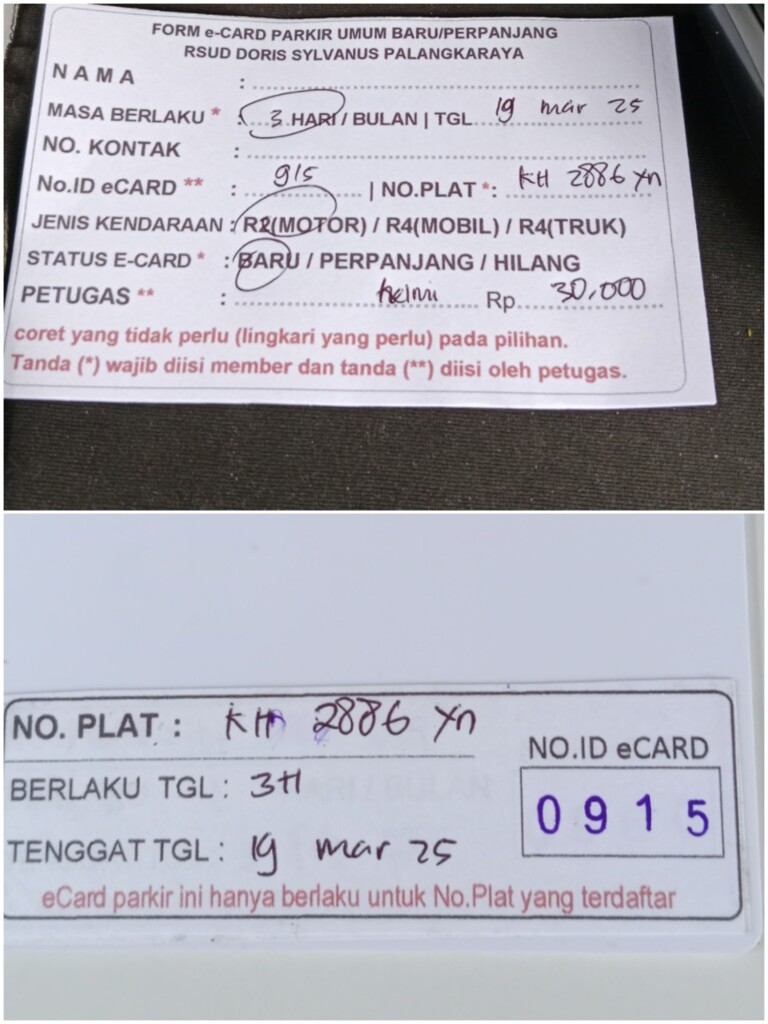 FORM e-CARD PARKIR UMUM BARU/PERPANJANG
RSUD DORIS SYLVANUS PALANGKARAYA
N A M A :
MASA BERLAKU * : 3 HARI / BULAN | TGL 19 mar 25
NO. KONTAK :
No.ID eCARD ** : 915 | NO.PLAT *: KH 2886 yn
JENIS KENDARAAN : R2(MOTOR) / R4(MOBIL) / R4(TRUK)
STATUS E-CARD * : BARU / PERPANJANG / HILANG
PETUGAS ** : helmi Rp. 30.000
coret yang tidak perlu (lingkari yang perlu) pada pilihan.
Tanda (*) wajib diisi member dan tanda (**) diisi oleh petugas.
NO. PLAT : KH 2886 yn
NO.ID eCARD
BERLAKU TGL : 3H
0915
TENGGAT TGL : 19 mar 25
eCard parkir ini hanya berlaku untuk No.Plat yang terdaftar